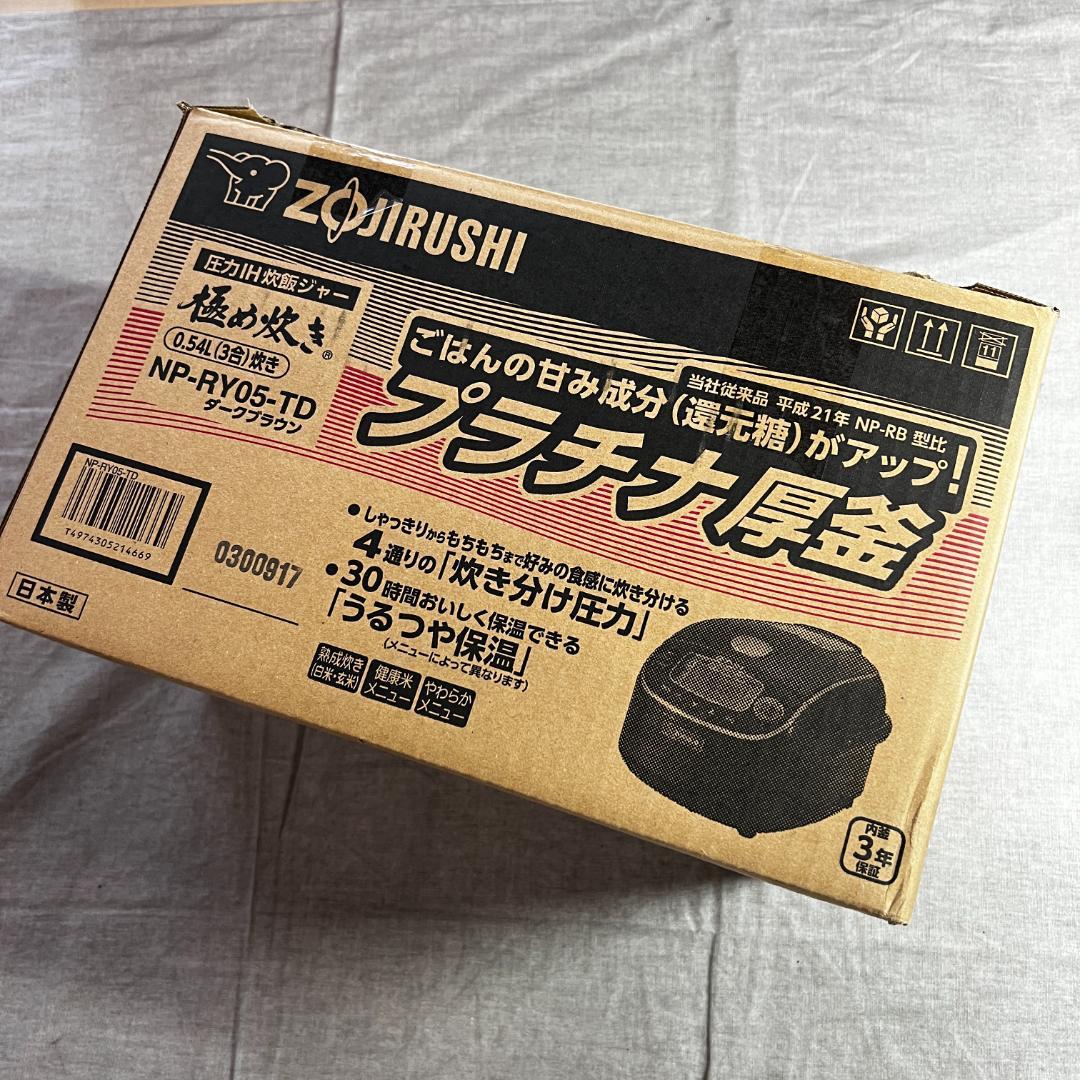 ZOJIRUSHI
圧力IH炊飯ジャー
極め炊き®
0.54L(3合)炊き
NP-RY05-TD
ダークブラウン
当社従来品 平成21年 NP-RB 型比
ごはんの甘み成分(還元糖)がアップ!
プラチナ厚釜
NP-RY05-TD
T4974305214669
日本製
0300917
●しゃっきりからもちもちまで好みの食感に炊き分ける
4通りの「炊き分け圧力」
●30時間おいしく保温できる
「うるつや保温」
(メニューによって異なります)
熟成炊き
(白米・玄米)
健康米
メニュー
やわらか
メニュー
11
内釜
3年
保証